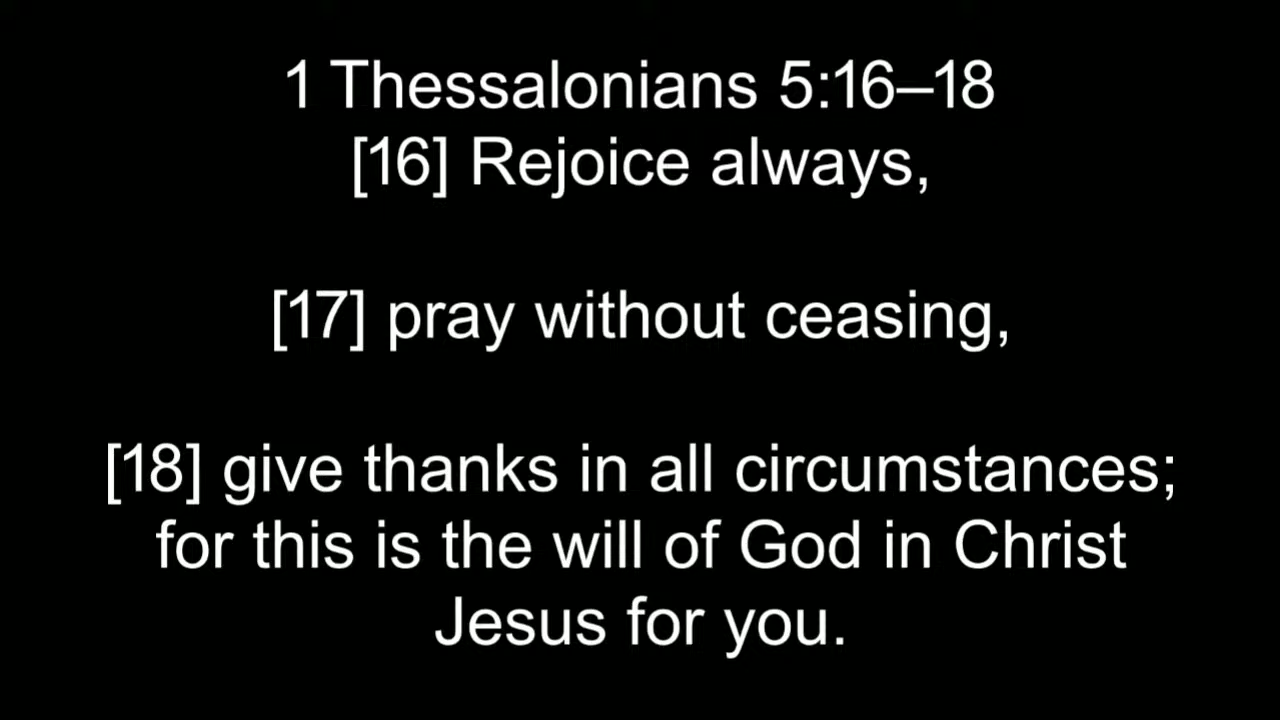 1 Thessalonians 5:16–18
[16] Rejoice always,
[17] pray without ceasing,
[18] give thanks in all circumstances;
for this is the will of God in Christ
Jesus for you.